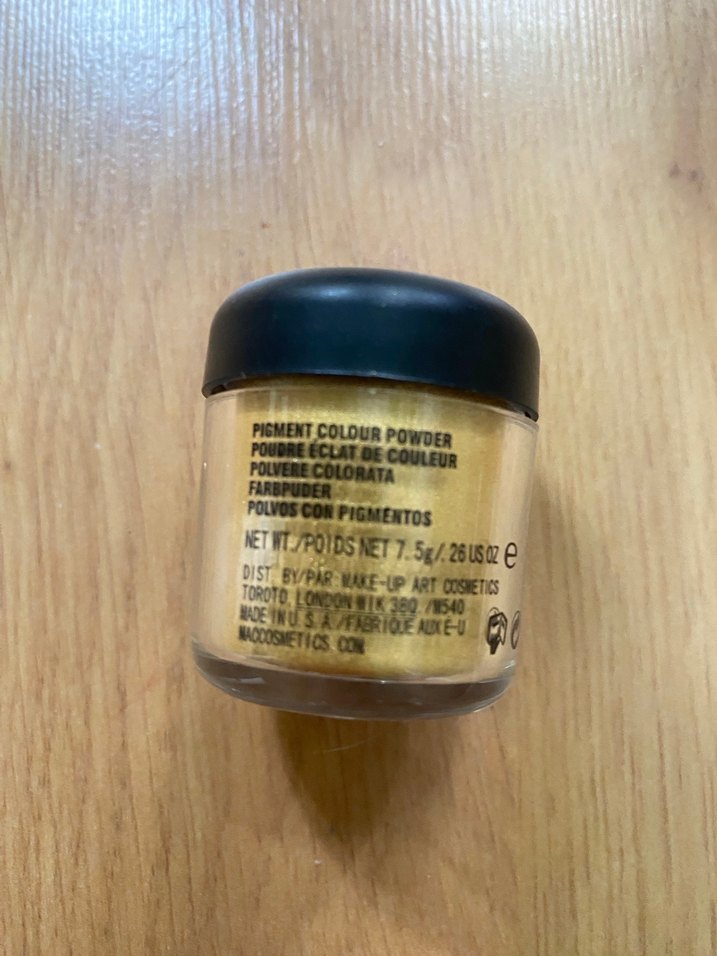 PIGMENT COLOUR POWDER
POUDRE ÉCLAT DE COULEUR
POLVERE COLORATA
FARBPUDER
POLVOS CON PIGMENTOS
NET WT./POIDS NET 7.5g/.26 US OZ e
DIST. BY/PAR MAKE-UP ART COSMETICS
TOROTO, LONDON W1K 3BQ. /M540
MADE IN U.S.A./FABRIQUE AUX E-U
NAOCOSMETICS.COM